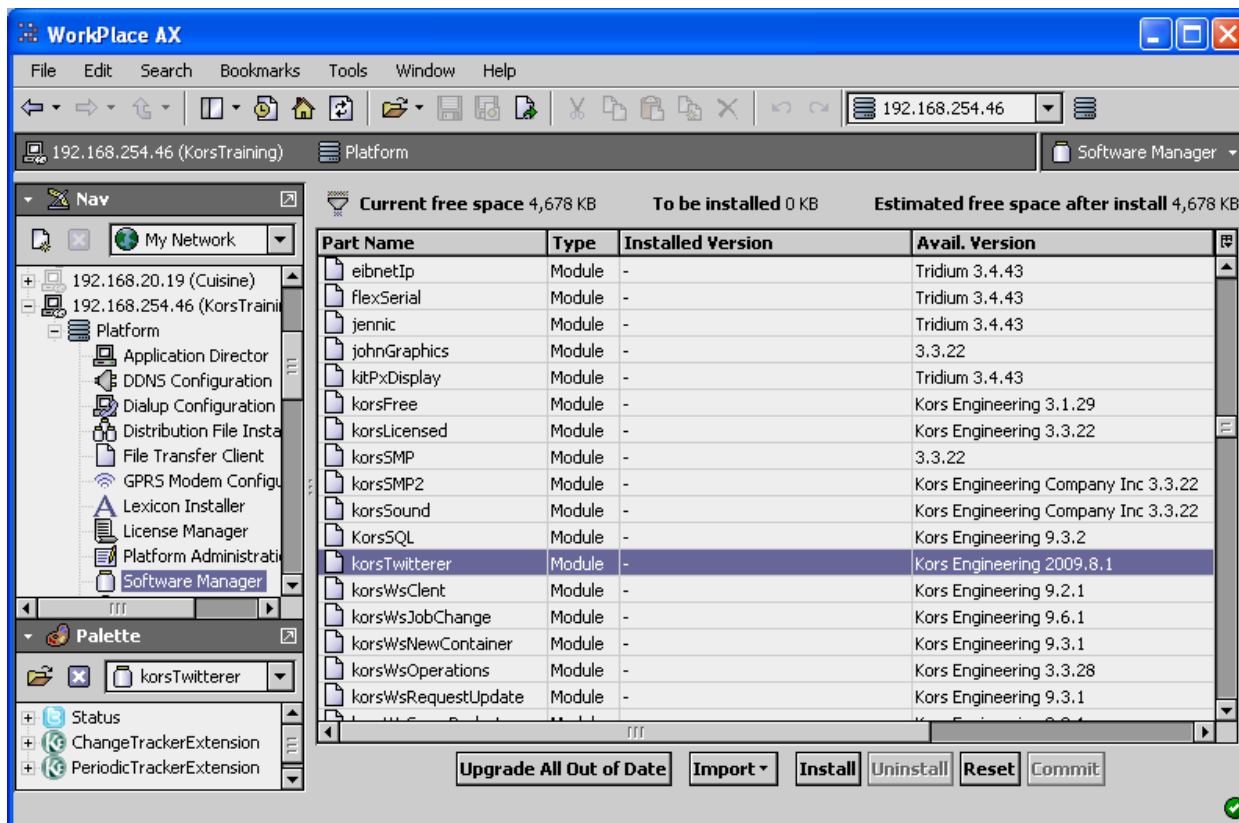 WorkPlace AX
File Edit Search Bookmarks Tools Window Help
192.168.254.46
192.168.254.46 (KorsTraining) Platform Software Manager
Nav
My Network
192.168.20.19 (Cuisine)
192.168.254.46 (KorsTraini
Platform
Application Director
DDNS Configuration
Dialup Configuration
Distribution File Insta
File Transfer Client
GPRS Modem Configu
Lexicon Installer
License Manager
Platform Administrati
Software Manager
Palette
korsTwitterer
Status
ChangeTrackerExtension
PeriodicTrackerExtension
Current free space 4,678 KB To be installed 0 KB Estimated free space after install 4,678 KB
Part Name Type Installed Version Avail. Version
eibnetIp Module - Tridium 3.4.43
flexSerial Module - Tridium 3.4.43
jennic Module - Tridium 3.4.43
johnGraphics Module - 3.3.22
kitPxDisplay Module - Tridium 3.4.43
korsFree Module - Kors Engineering 3.1.29
korsLicensed Module - Kors Engineering 3.3.22
korsSMP Module - 3.3.22
korsSMP2 Module - Kors Engineering Company Inc 3.3.22
korsSound Module - Kors Engineering Company Inc 3.3.22
KorsSQL Module - Kors Engineering 9.3.2
korsTwitterer Module - Kors Engineering 2009.8.1
korsWsClent Module - Kors Engineering 9.2.1
korsWsJobChange Module - Kors Engineering 9.6.1
korsWsNewContainer Module - Kors Engineering 9.3.1
korsWsOperations Module - Kors Engineering 3.3.28
korsWsRequestUpdate Module - Kors Engineering 9.3.1
Upgrade All Out of Date Import Install Uninstall Reset Commit